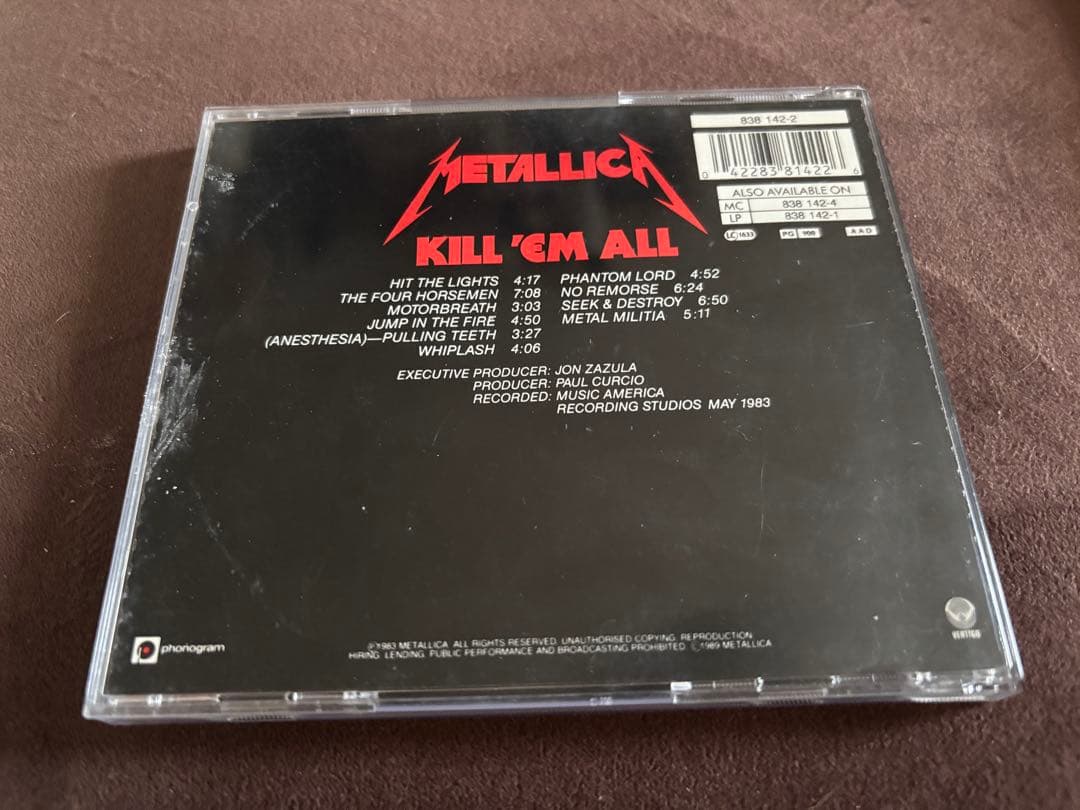 838 142-2
0 42283 81422 6
ALSO AVAILABLE ON
MC 838 142-4
LP 838 142-1
LC 1633 PG 900 AAD
METALLICA
KILL 'EM ALL
HIT THE LIGHTS 4:17
THE FOUR HORSEMEN 7:08
MOTORBREATH 3:03
JUMP IN THE FIRE 4:50
(ANESTHESIA)—PULLING TEETH 3:27
WHIPLASH 4:06
PHANTOM LORD 4:52
NO REMORSE 6:24
SEEK & DESTROY 6:50
METAL MILITIA 5:11
EXECUTIVE PRODUCER: JON ZAZULA
PRODUCER: PAUL CURCIO
RECORDED: MUSIC AMERICA
RECORDING STUDIOS MAY 1983
phonogram
Ⓟ1983 METALLICA. ALL RIGHTS RESERVED. UNAUTHORISED COPYING, REPRODUCTION,
HIRING, LENDING, PUBLIC PERFORMANCE AND BROADCASTING PROHIBITED. ©1989 METALLICA
VERTIGO